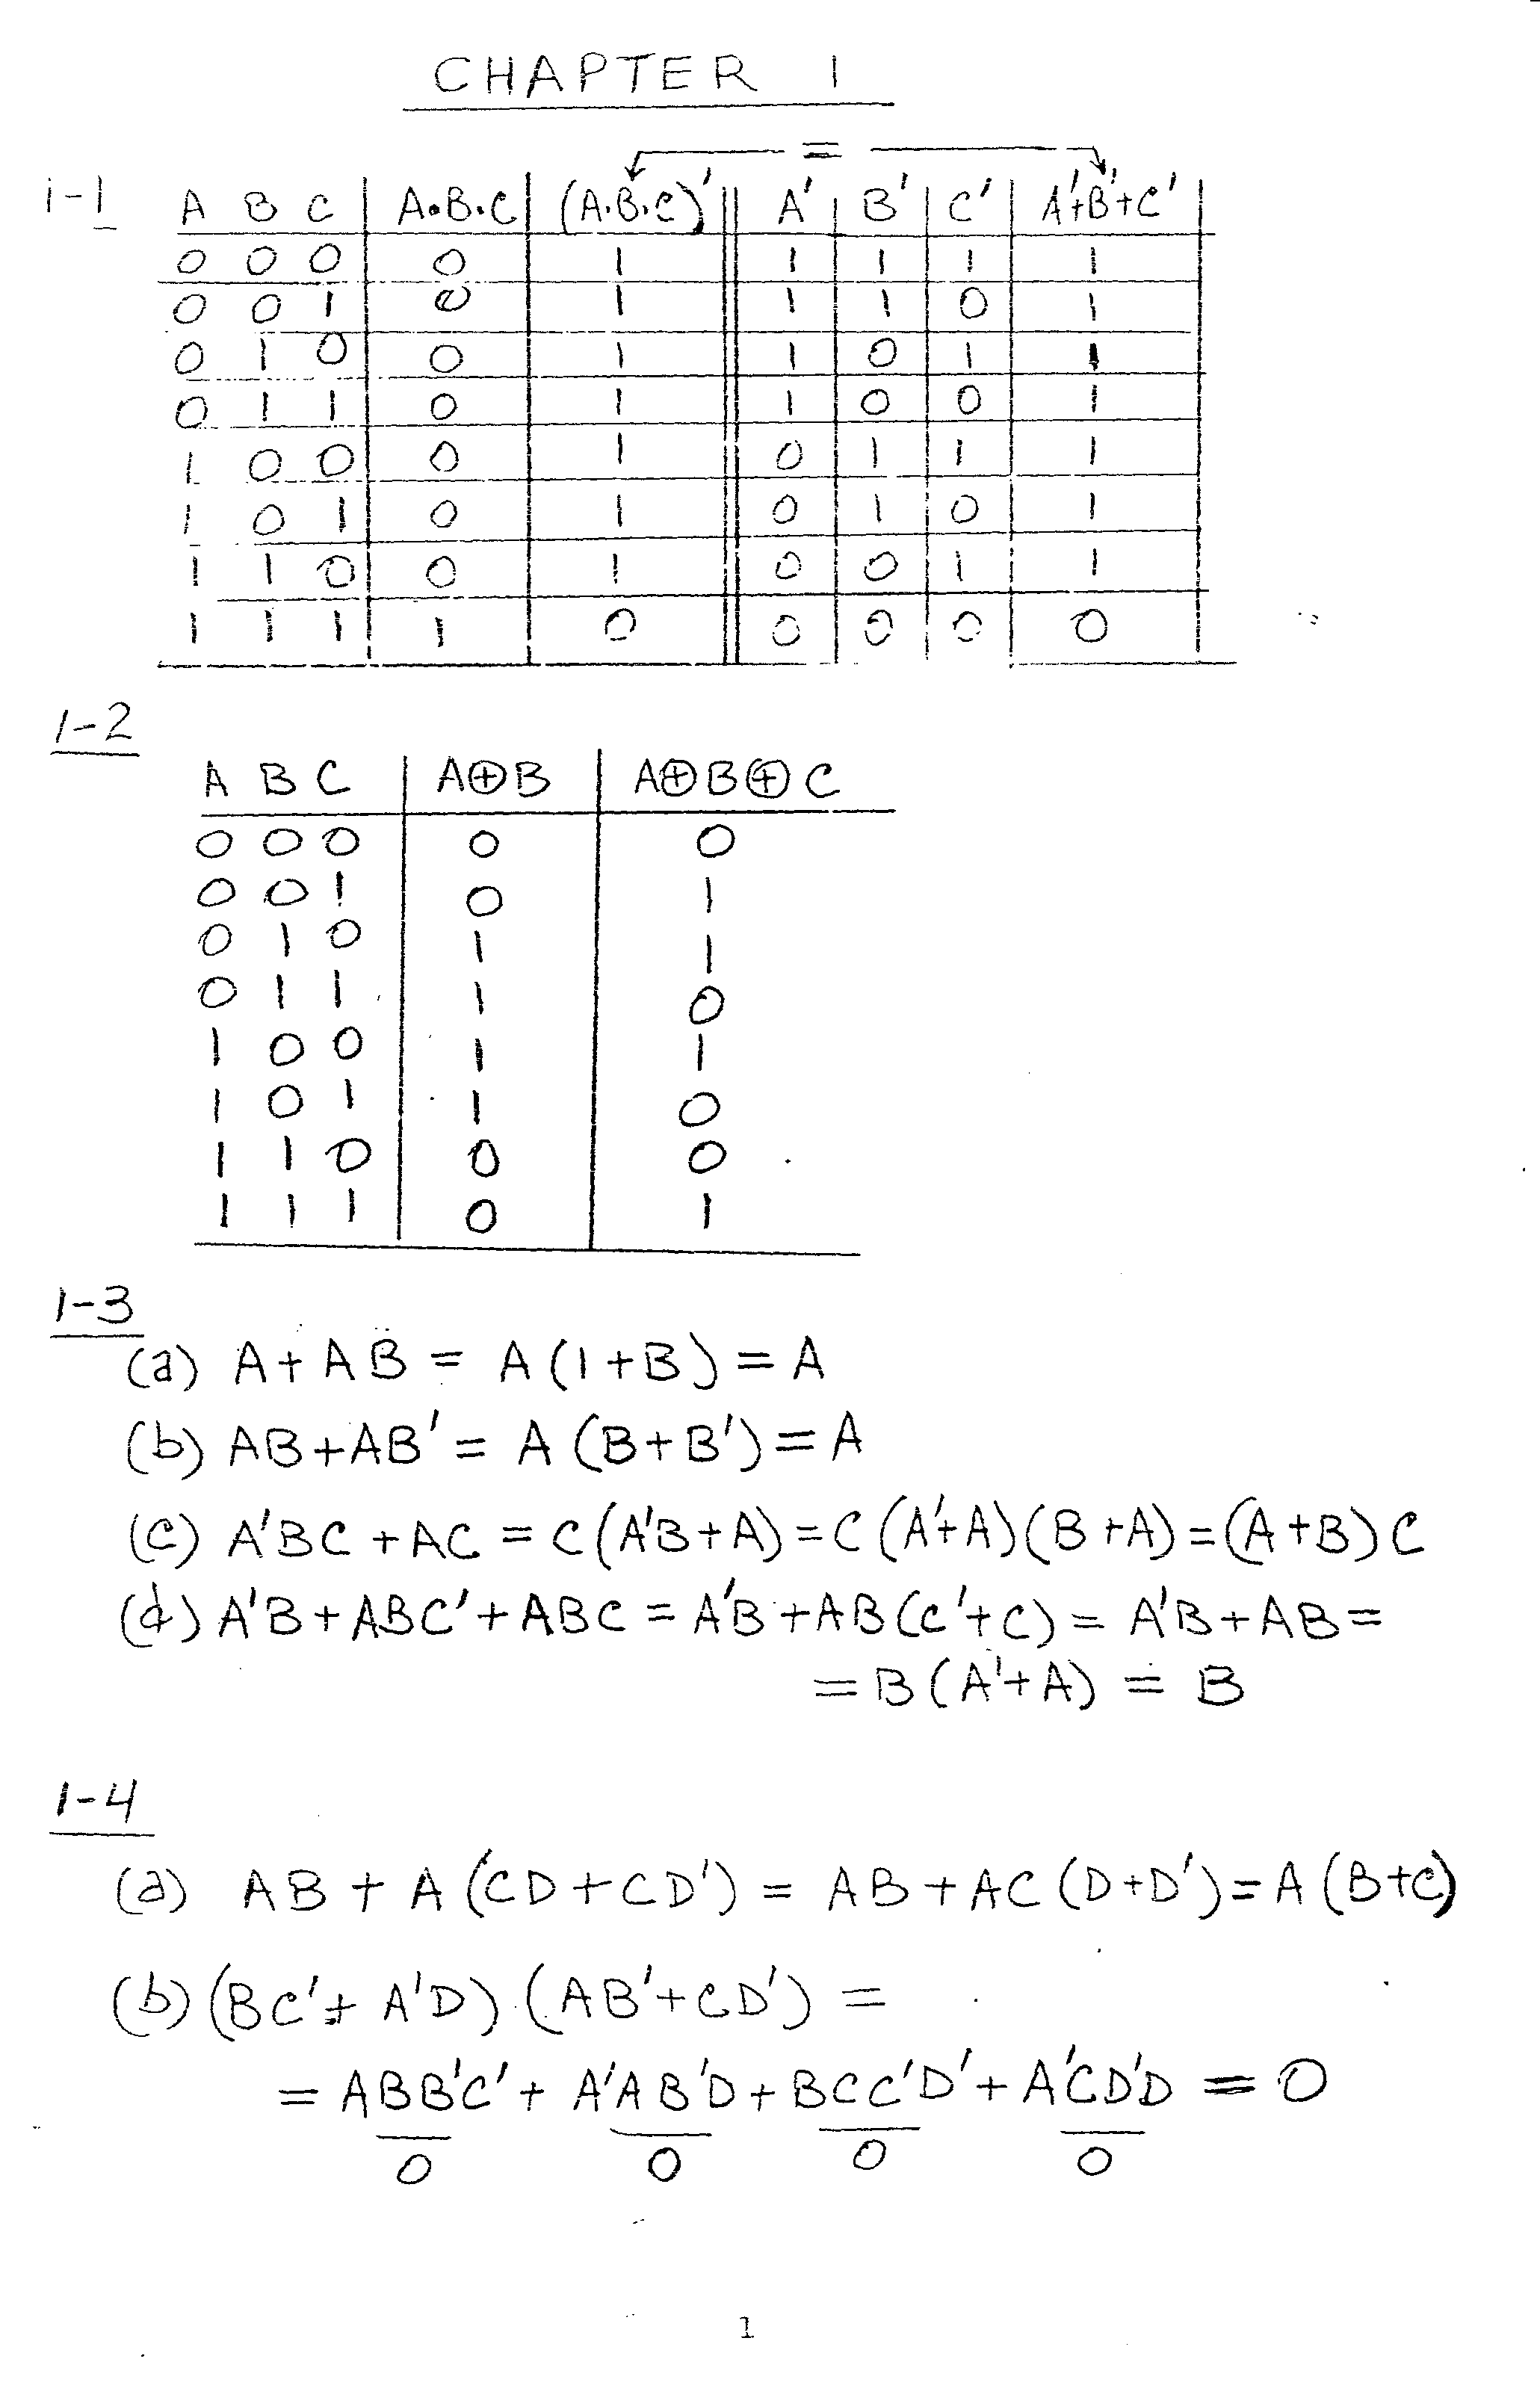 CHAPTER 1
=
1-1 A B C A·B·C (A·B·C)' A' B' C' A'+B'+C'
0 0 0 0 1 1 1 1 1
0 0 1 0 1 1 1 0 1
0 1 0 0 1 1 0 1 1
0 1 1 0 1 1 0 0 1
1 0 0 0 1 0 1 1 1
1 0 1 0 1 0 1 0 1
1 1 0 0 1 0 0 1 1
1 1 1 1 0 0 0 0 0
1-2
A B C A⊕B A⊕B⊕C
0 0 0 0 0
0 0 1 0 1
0 1 0 1 1
0 1 1 1 0
1 0 0 1 1
1 0 1 1 0
1 1 0 0 0
1 1 1 0 1
1-3
(a) A+AB = A(1+B) = A
(b) AB+AB' = A(B+B') = A
(c) A'BC+AC = C(A'B+A) = C(A'+A)(B+A) = (A+B)C
(d) A'B+ABC'+ABC = A'B+AB(C'+C) = A'B+AB =
= B(A'+A) = B
1-4
(a) AB+A(CD+CD') = AB+AC(D+D') = A(B+C)
(b) (BC'+A'D)(AB'+CD') =
= ABB'C' + A'AB'D + BCC'D' + A'CD'D = 0
0 0 0 0
1